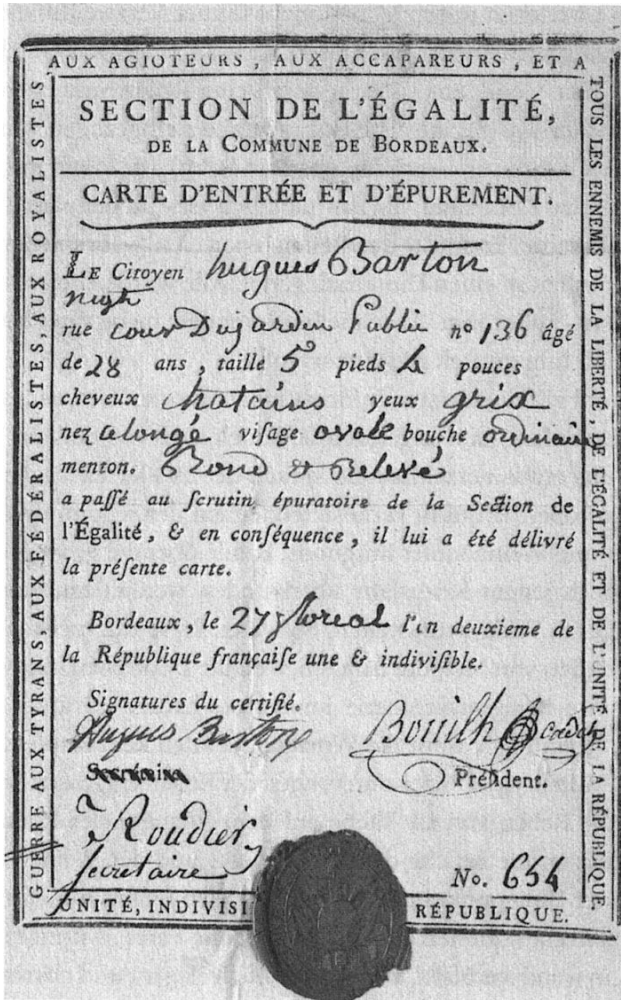 GUERRE AUX TYRANS, AUX FÉDÉRALISTES, AUX ROYALISTES,
AUX AGIOTEURS, AUX ACCAPAREURS, ET A
TOUS LES ENNEMIS DE LA LIBERTÉ, DE L'ÉGALITÉ ET DE L'UNITÉ DE LA RÉPUBLIQUE.
SECTION DE L'ÉGALITÉ,
DE LA COMMUNE DE BORDEAUX.
CARTE D'ENTRÉE ET D'ÉPUREMENT.
LE Citoyen hugues Barton
rue cour Dujardin Public nº 136 âgé
de 28 ans, taille 5 pieds 4 pouces
cheveux chatains yeux gris
nez alongé viſage ovale bouche ordinaire
menton. Rond & Relevé
a paſſé au ſcrutin épuratoire de la Section de
l'Égalité, & en conſéquence, il lui a été délivré
la préſente carte.
Bordeaux, le 27 floreal l'an deuxieme de
la République françaiſe une & indiviſible.
Signatures du certifié.
Hugues Barton
Bouilh Cadet
Préſident.
Roudier
Secretaire
No. 654
UNITÉ, INDIVISI RÉPUBLIQUE.